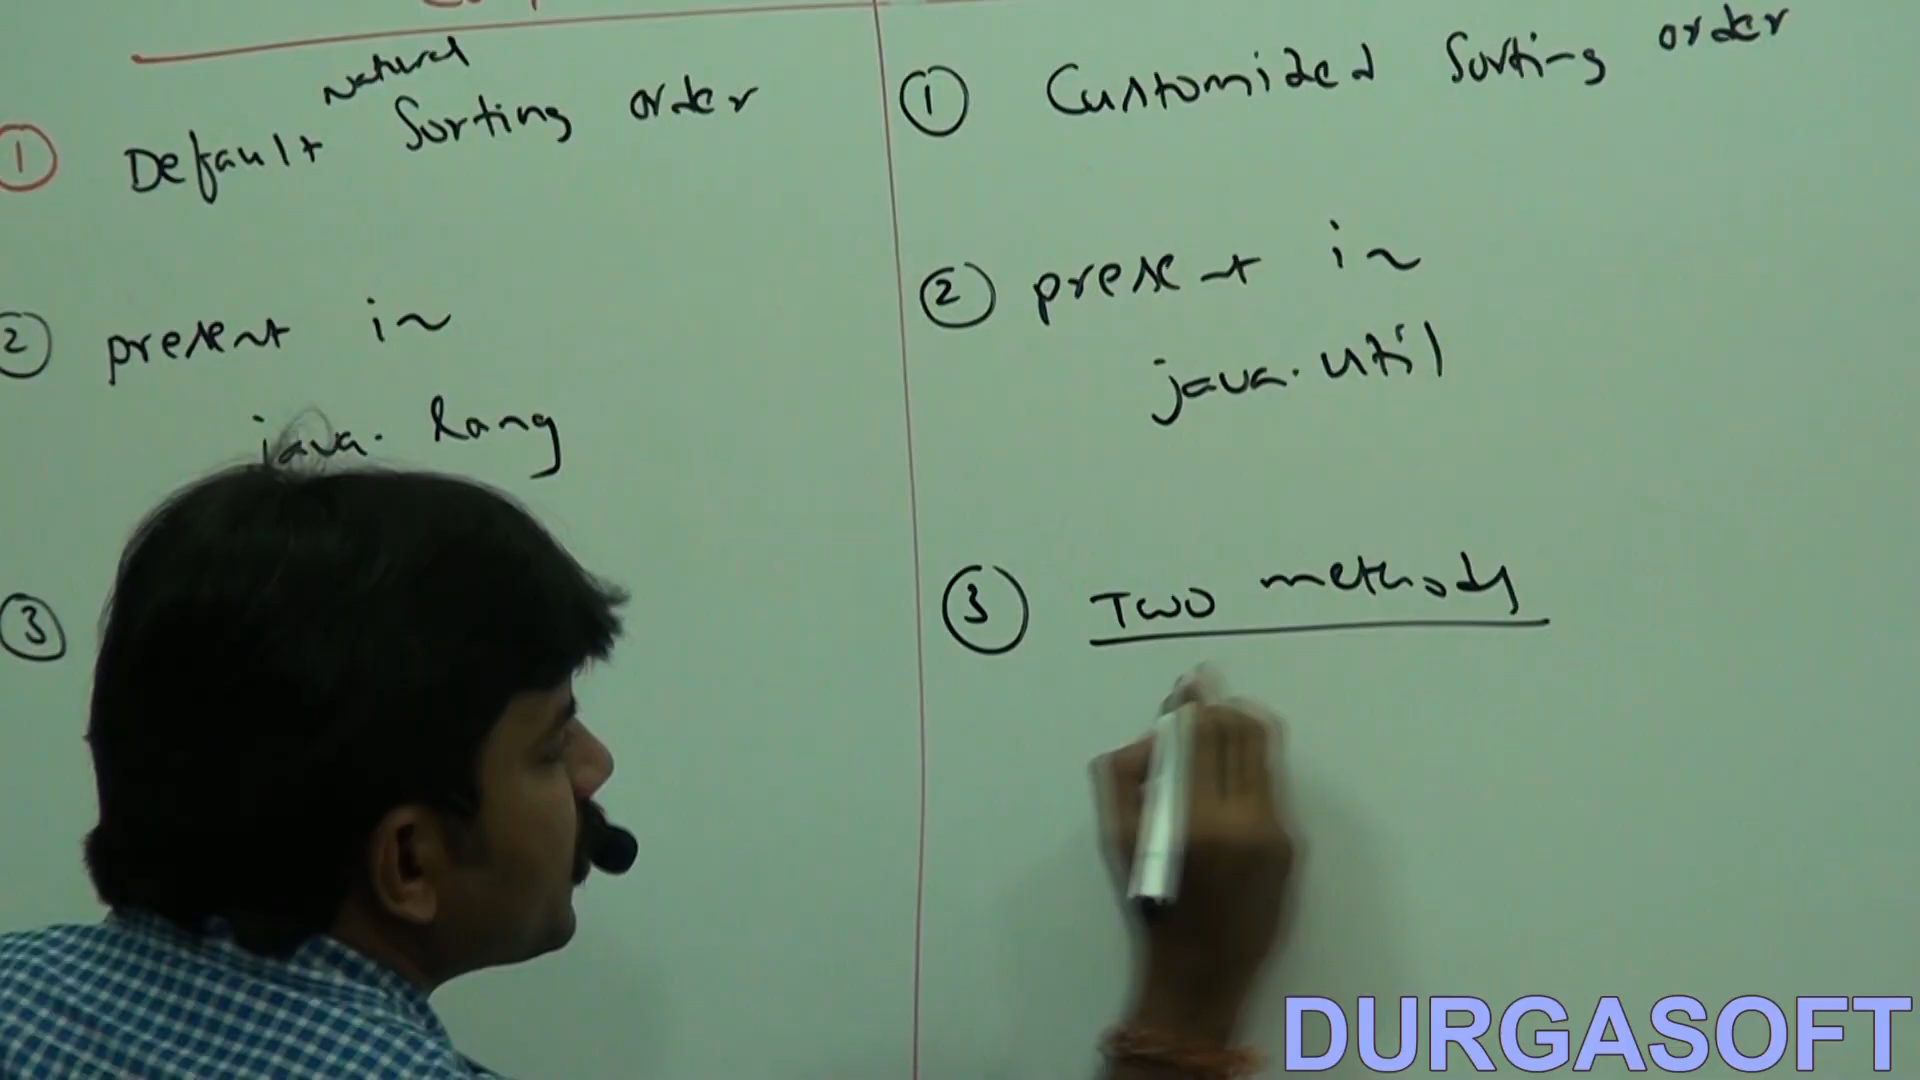 ① Default Natural Sorting order
② present in
java. lang
③
① Customized Sorting order
② present in
java.util
③ Two methods
DURGASOFT